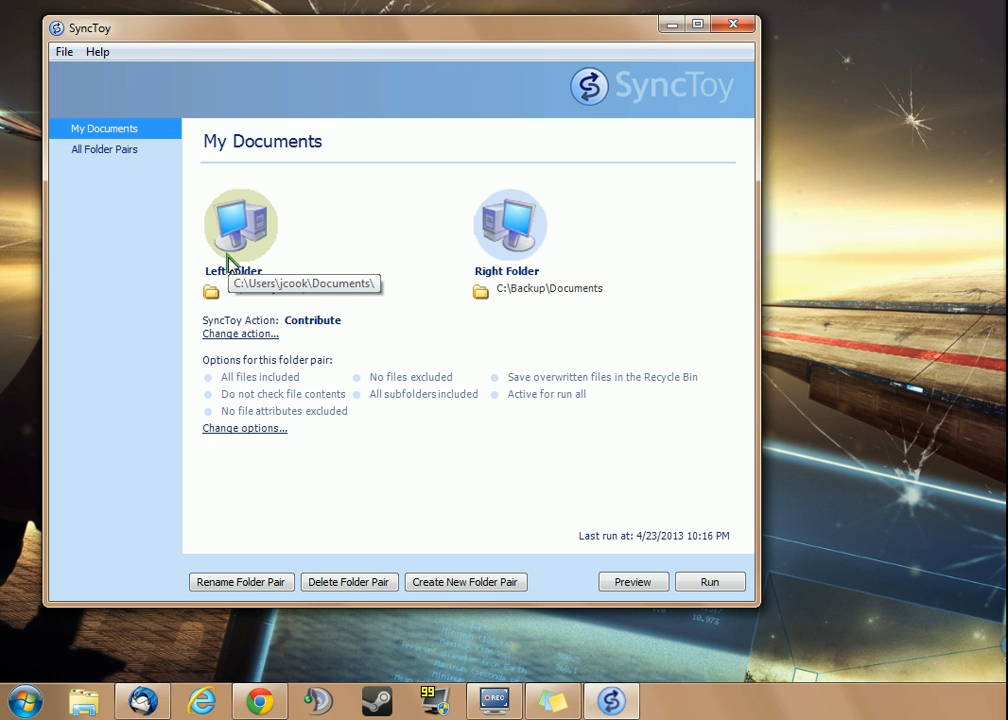 SyncToy
File Help
SyncToy
My Documents
All Folder Pairs
My Documents
Left Folder
C:\Users\jcook\Documents\
Right Folder
C:\Backup\Documents
SyncToy Action: Contribute
Change action...
Options for this folder pair:
All files included
No files excluded
Save overwritten files in the Recycle Bin
Do not check file contents
All subfolders included
Active for run all
No file attributes excluded
Change options...
Last run at: 4/23/2013 10:16 PM
Rename Folder Pair
Delete Folder Pair
Create New Folder Pair
Preview
Run
10.97%
99
REC